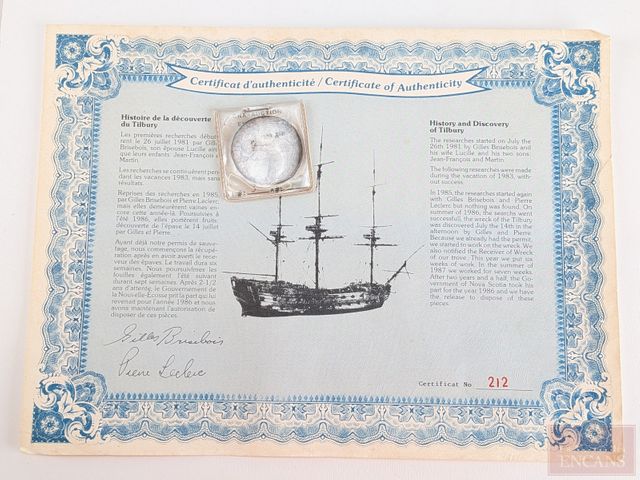 Certificat d'authenticité / Certificate of Authenticity
Histoire de la découverte
du Tilbury
Les premières recherches débu
rent le 26 juillet 1981 par Gil
Brisebois, son épouse Lucille ain
que leurs enfants Jean-François
Martin.
Les recherches se continuèrent pen
dant les vacances 1983, mais sans
résultats.
Reprises des recherches en 1985
par Gilles Brisebois et Pierre Leclerc
mais elles demeurèrent vaines en-
core cette année-là. Poursuivies à
l'été 1986, elles portèrent fruits
découverte de l'épave le 14 juillet
par Gilles et Pierre.
Ayant déjà notre permis de sauve-
tage, nous commençons la récupé-
ration après en avoir averti le rece-
veur des épaves. Le travail dura six
semaines. Nous poursuivîmes les
fouilles également l'été suivant
durant sept semaines. Après 2-1/2
ans d'attente, le Gouvernement de
la Nouvelle-Écosse prit la part qui lui
revenait pour l'année 1986 et nous
avons maintenant l'autorisation de
disposer de ces pièces.
Gilles Brisebois
Pierre Leclerc
History and Discovery
of Tilbury
The researches started on July the
26th 1981 by Gilles Brisebois and
his wife Lucille and his two sons
Jean-François and Martin.
The following researches were made
during the vacation of 1983, with-
out success.
In 1985, the researches started again
with Gilles Brisebois and Pierre
Leclerc but nothing was found. On
summer of 1986, the searchs went
successfull, the wreck of the Tilbury
was discovered July the 14th in the
afternoon by Gilles and Pierre.
Because we already had the permit,
we started to work on the wreck. We
also notified the Receiver of Wreck
of our trove. This year we put six
weeks of work. In the summer of
1987 we worked for seven weeks.
After two years and a half, the Gov-
ernment of Nova Scotia took his
part for the year 1986 and we have
the release to dispose of these
pieces.
Certificat No 212
ENCANS